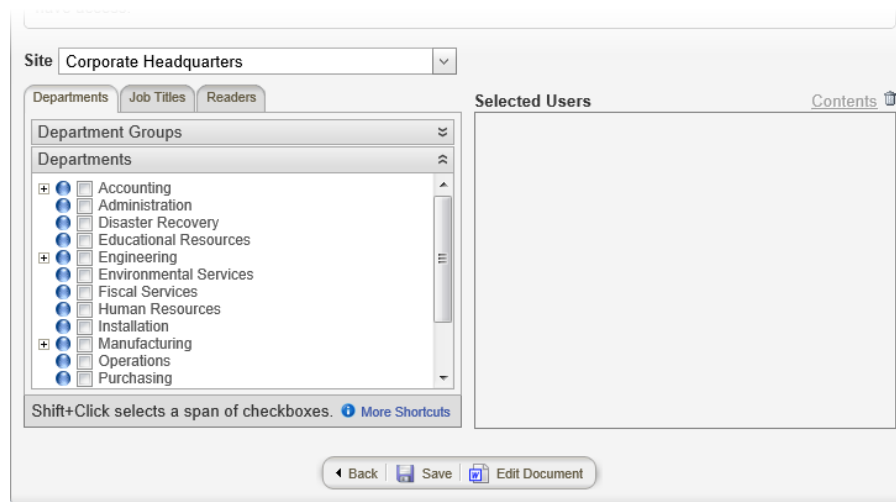 Site Corporate Headquarters
Departments Job Titles Readers
Selected Users Contents
Department Groups
Departments
Accounting
Administration
Disaster Recovery
Educational Resources
Engineering
Environmental Services
Fiscal Services
Human Resources
Installation
Manufacturing
Operations
Purchasing
Shift+Click selects a span of checkboxes. More Shortcuts
Back Save Edit Document